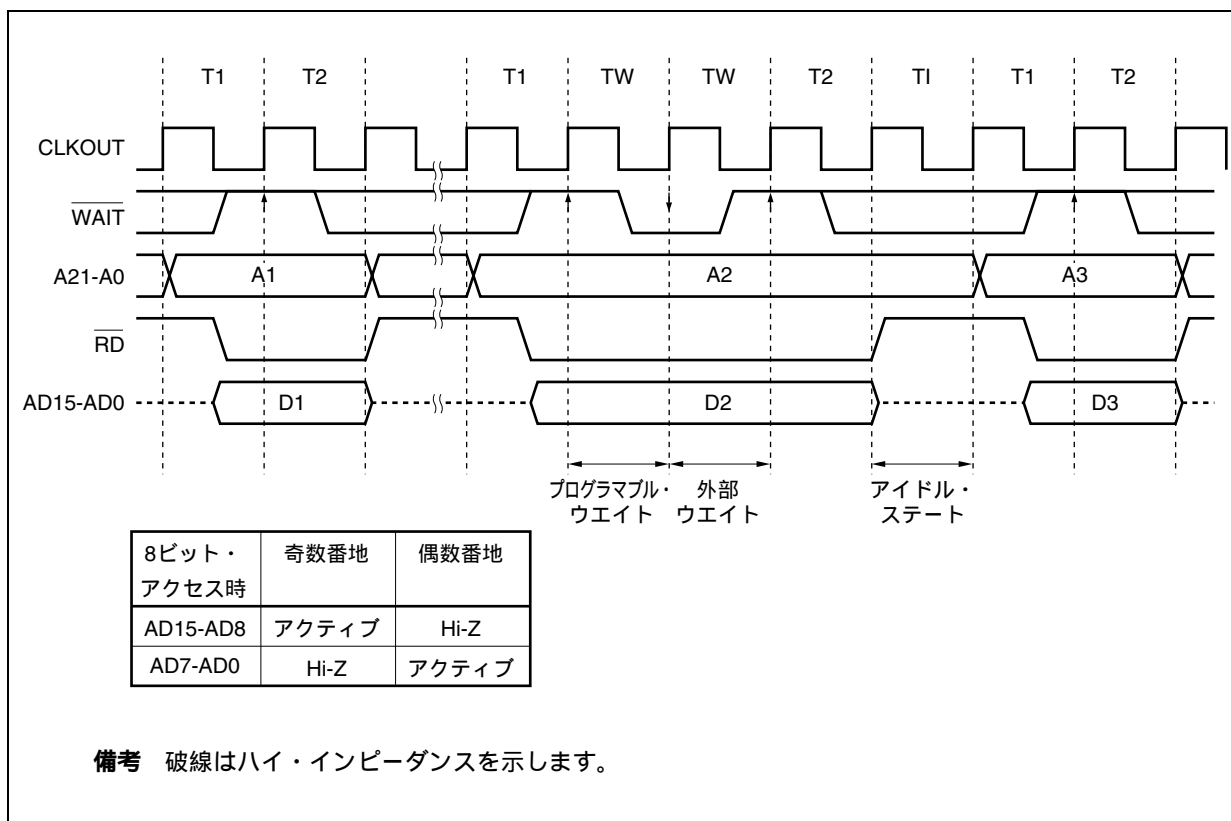 T1 T2 T1 TW TW T2 TI T1 T2
CLKOUT
WAIT
A21-A0 A1 A2 A3
RD
AD15-AD0 D1 D2 D3
プログラマブル・ 外部 アイドル・
ウエイト ウエイト ステート
8ビット・ 奇数番地 偶数番地
アクセス時
AD15-AD8 アクティブ Hi-Z
AD7-AD0 Hi-Z アクティブ
備考 破線はハイ・インピーダンスを示します。